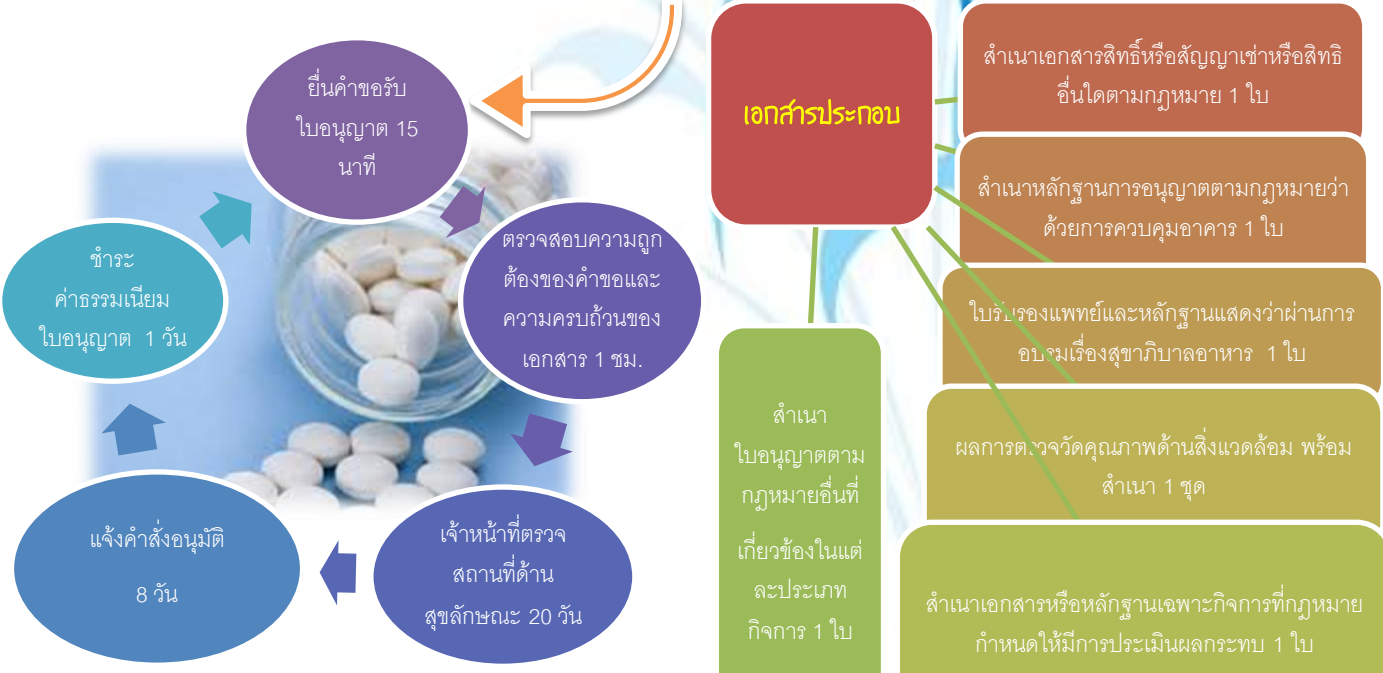 ยื่นคำขอรับ
ใบอนุญาต 15
นาที
ตรวจสอบความถูก
ต้องของคำขอและ
ความครบถ้วนของ
เอกสาร 1 ชม.
เจ้าหน้าที่ตรวจ
สถานที่ด้าน
สุขลักษณะ 20 วัน
แจ้งคำสั่งอนุมัติ
8 วัน
ชำระ
ค่าธรรมเนียม
ใบอนุญาต 1 วัน
เอกสารประกอบ
สำเนาเอกสารสิทธิ์หรือสัญญาเช่าหรือสิทธิ
อื่นใดตามกฎหมาย 1 ใบ
สำเนาหลักฐานการอนุญาตตามกฎหมายว่า
ด้วยการควบคุมอาคาร 1 ใบ
ใบรับรองแพทย์และหลักฐานแสดงว่าผ่านการ
อบรมเรื่องสุขาภิบาลอาหาร 1 ใบ
ผลการตรวจวัดคุณภาพด้านสิ่งแวดล้อม พร้อม
สำเนา 1 ชุด
สำเนาเอกสารหรือหลักฐานเฉพาะกิจการที่กฎหมาย
กำหนดให้มีการประเมินผลกระทบ 1 ใบ
สำเนา
ใบอนุญาตตาม
กฎหมายอื่นที่
เกี่ยวข้องในแต่
ละประเภท
กิจการ 1 ใบ